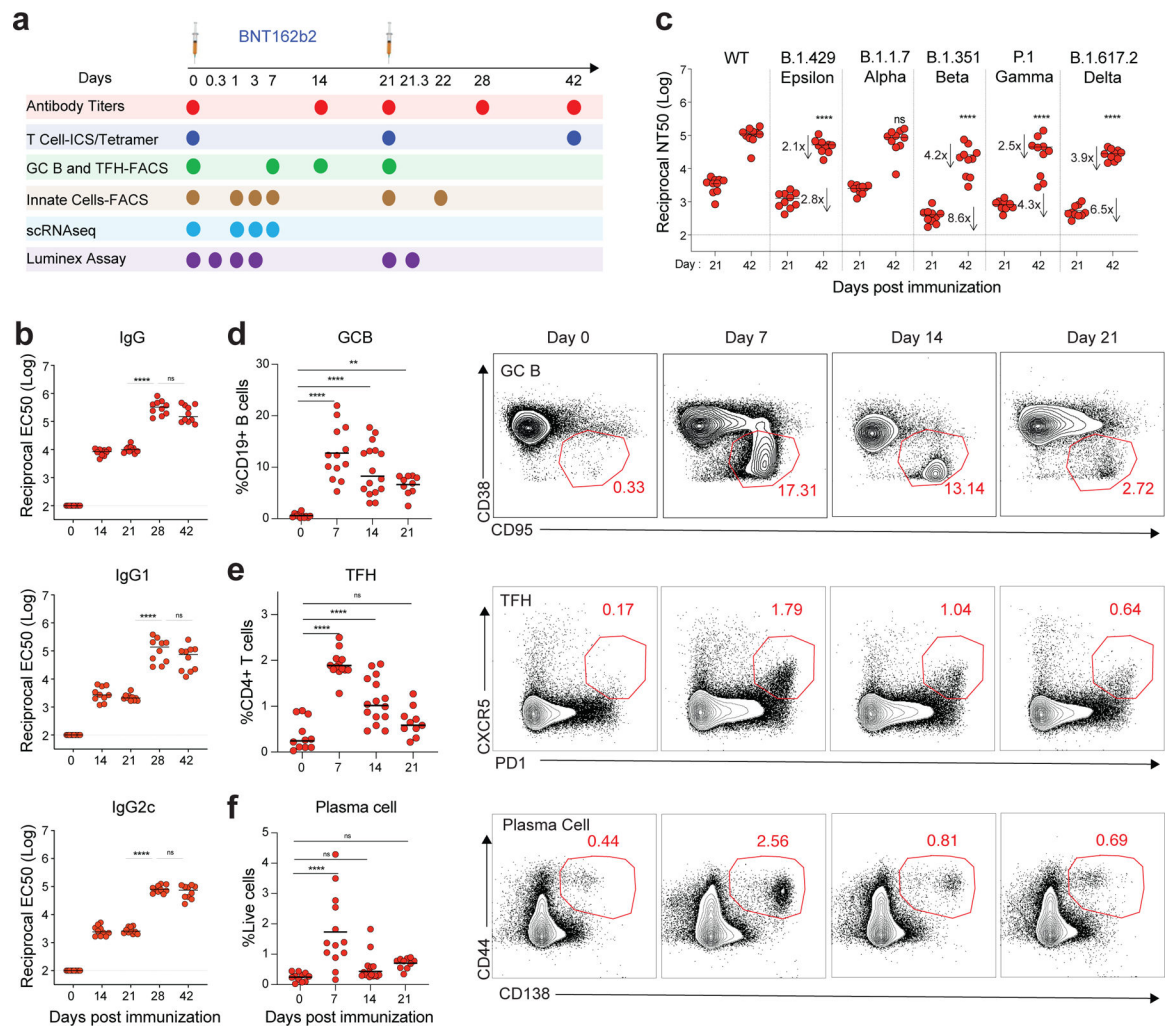 a
BNT162b2
Days 0 0.3 1 3 7 14 21 21.3 22 28 42
Antibody Titers
T Cell-ICS/Tetramer
GC B and TFH-FACS
Innate Cells-FACS
scRNAseq
Luminex Assay
c
WT B.1.429 B.1.1.7 B.1.351 P.1 B.1.617.2
Epsilon Alpha Beta Gamma Delta
Reciprocal NT50 (Log)
7
6
5
4
3
2
1
**** ns **** **** ****
2.1x 4.2x 2.5x 3.9x
2.8x 8.6x 4.3x 6.5x
Day : 21 42 21 42 21 42 21 42 21 42 21 42
Days post immunization
b
IgG
Reciprocal EC50 (Log)
7
6
5
4
3
2
**** ns
14 21 28 42
IgG1
Reciprocal EC50 (Log)
7
6
5
4
3
2
**** ns
14 21 28 42
IgG2c
Reciprocal EC50 (Log)
7
6
5
4
3
2
**** ns
14 21 28 42
Days post immunization
d
GCB
%CD19+ B cells
30
20
10
0
**
****
****
0 7 14 21
Day 0 Day 7 Day 14 Day 21
GC B
0.33 17.31 13.14 2.72
CD38
CD95
e
TFH
%CD4+ T cells
3
2
1
0
ns
****
****
0 7 14 21
TFH
0.17 1.79 1.04 0.64
CXCR5
PD1
f
Plasma cell
%Live cells
5
4
3
2
1
0
ns
ns
****
0 7 14 21
Days post immunization
Plasma Cell
0.44 2.56 0.81 0.69
CD44
CD138